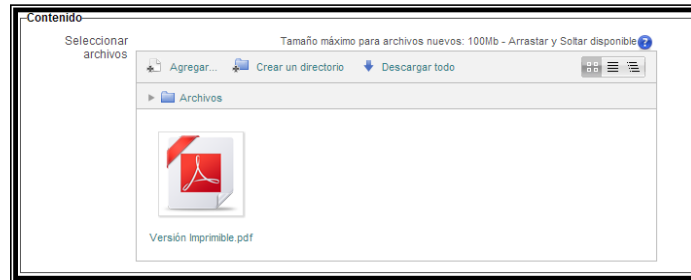 Contenido
Seleccionar archivos
Tamaño máximo para archivos nuevos: 100Mb - Arrastar y Soltar disponible
Agregar... Crear un directorio Descargar todo
Archivos
Versión Imprimible.pdf